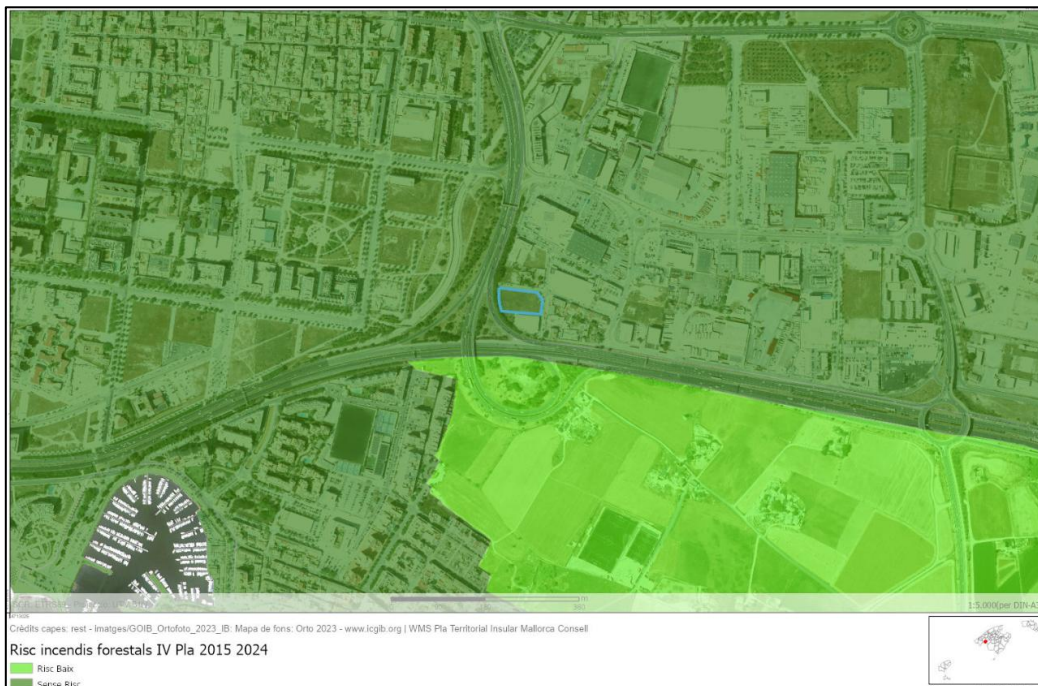 1:5.000(per DIN-A3
Crèdits capes: rest - imatges/GOIB_Ortofoto_2023_IB: Mapa de fons: Orto 2023 - www.icgib.org | WMS Pla Territorial Insular Mallorca Consell
Risc incendis forestals IV Pla 2015 2024
Risc Baix
Sense Risc